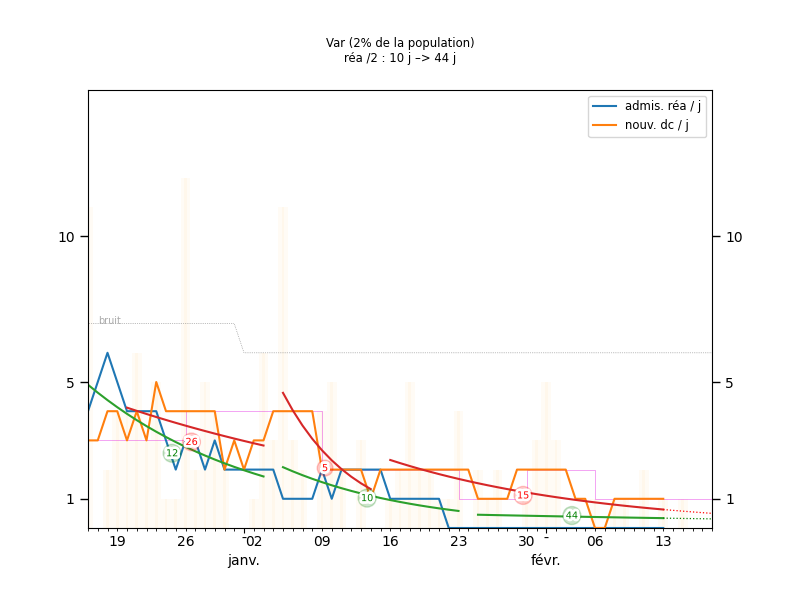 Var (2% de la population)
réa /2 : 10 j –> 44 j
admis. réa / j
nouv. dc / j
10 10
bruit
5 5
26
12
5
10
15
44
1 1
19 26 02 09 16 23 30 06 13
janv. févr.